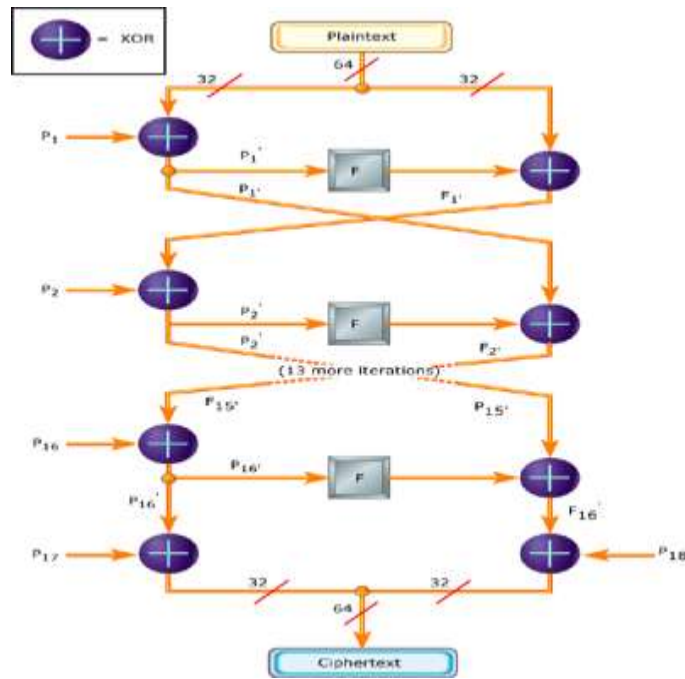 = XOR
Plaintext
64
32 32
P1
P1' F
P1' F1'
P2
P2' F
P2' F2'
(13 more iterations)
F15' P15'
P16
P16' F
P16' F16'
P17 P18
32 32
64
Ciphertext